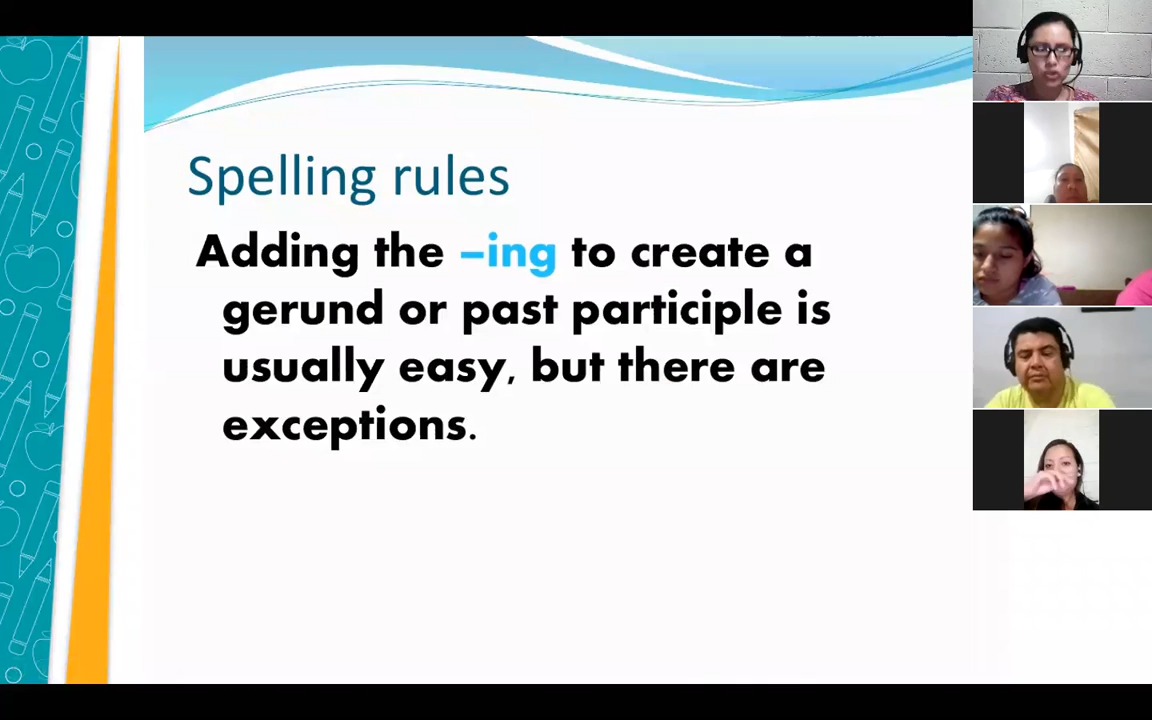 Spelling rules
Adding the –ing to create a
gerund or past participle is
usually easy, but there are
exceptions.